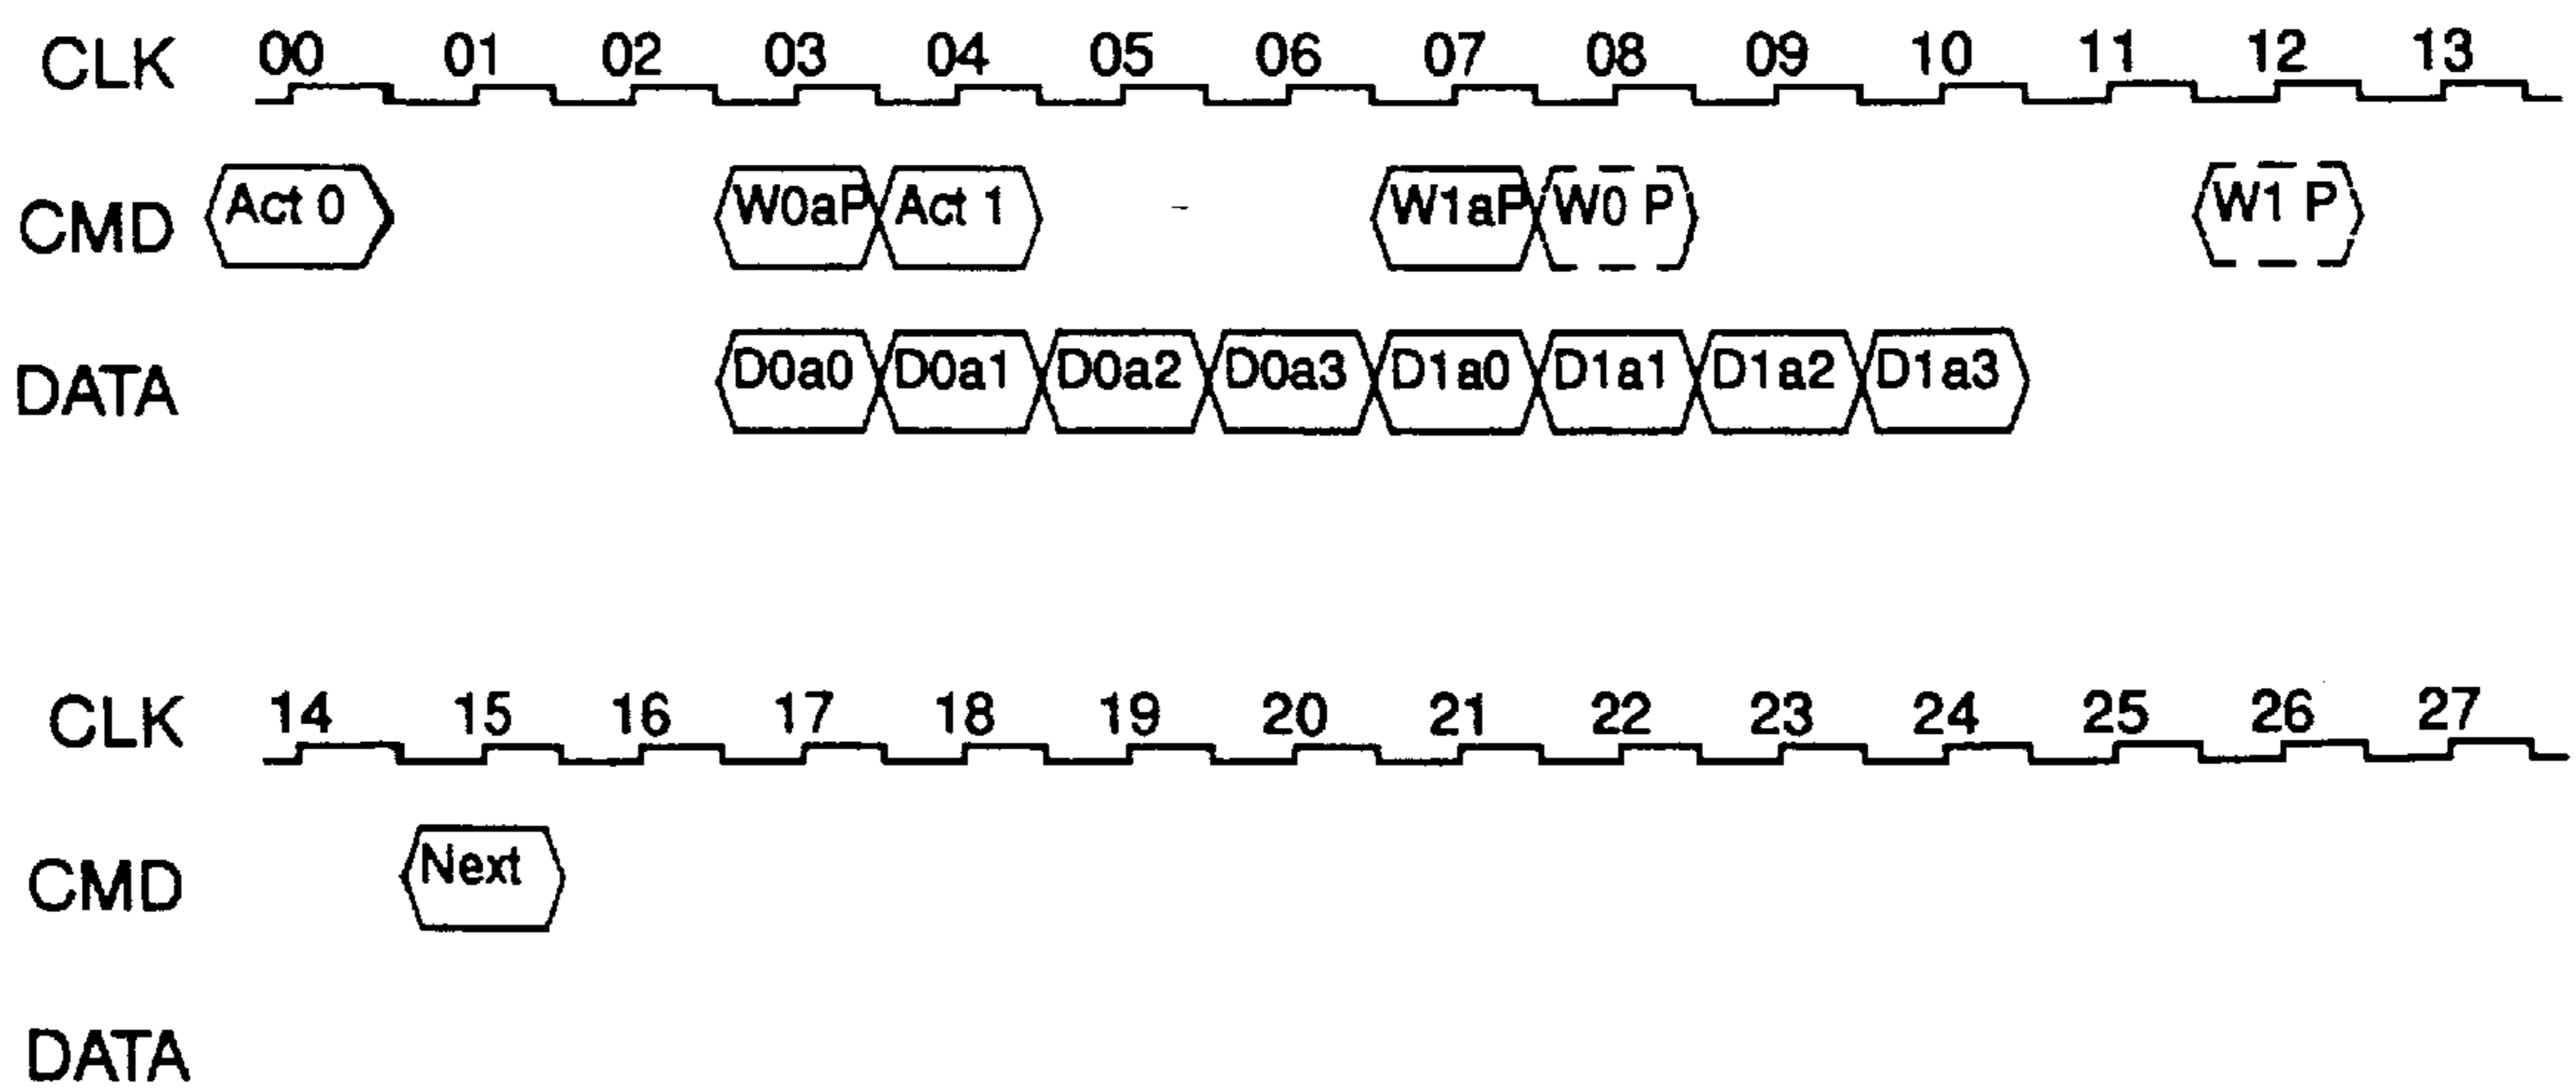 CLK 00 01 02 03 04 05 06 07 08 09 10 11 12 13
CMD Act 0 W0aP Act 1 W1aP W0 P W1 P
DATA D0a0 D0a1 D0a2 D0a3 D1a0 D1a1 D1a2 D1a3
CLK 14 15 16 17 18 19 20 21 22 23 24 25 26 27
CMD Next
DATA